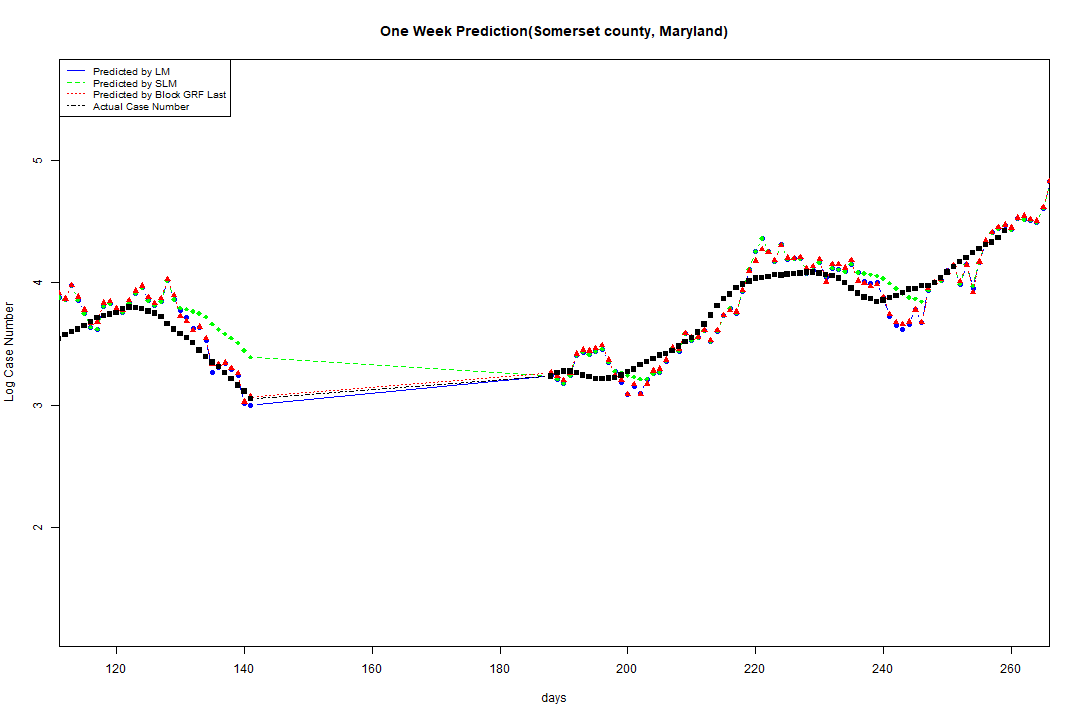 One Week Prediction(Somerset county, Maryland)
Predicted by LM
Predicted by SLM
Predicted by Block GRF Last
Actual Case Number
Log Case Number
5
4
3
2
120 140 160 180 200 220 240 260
days